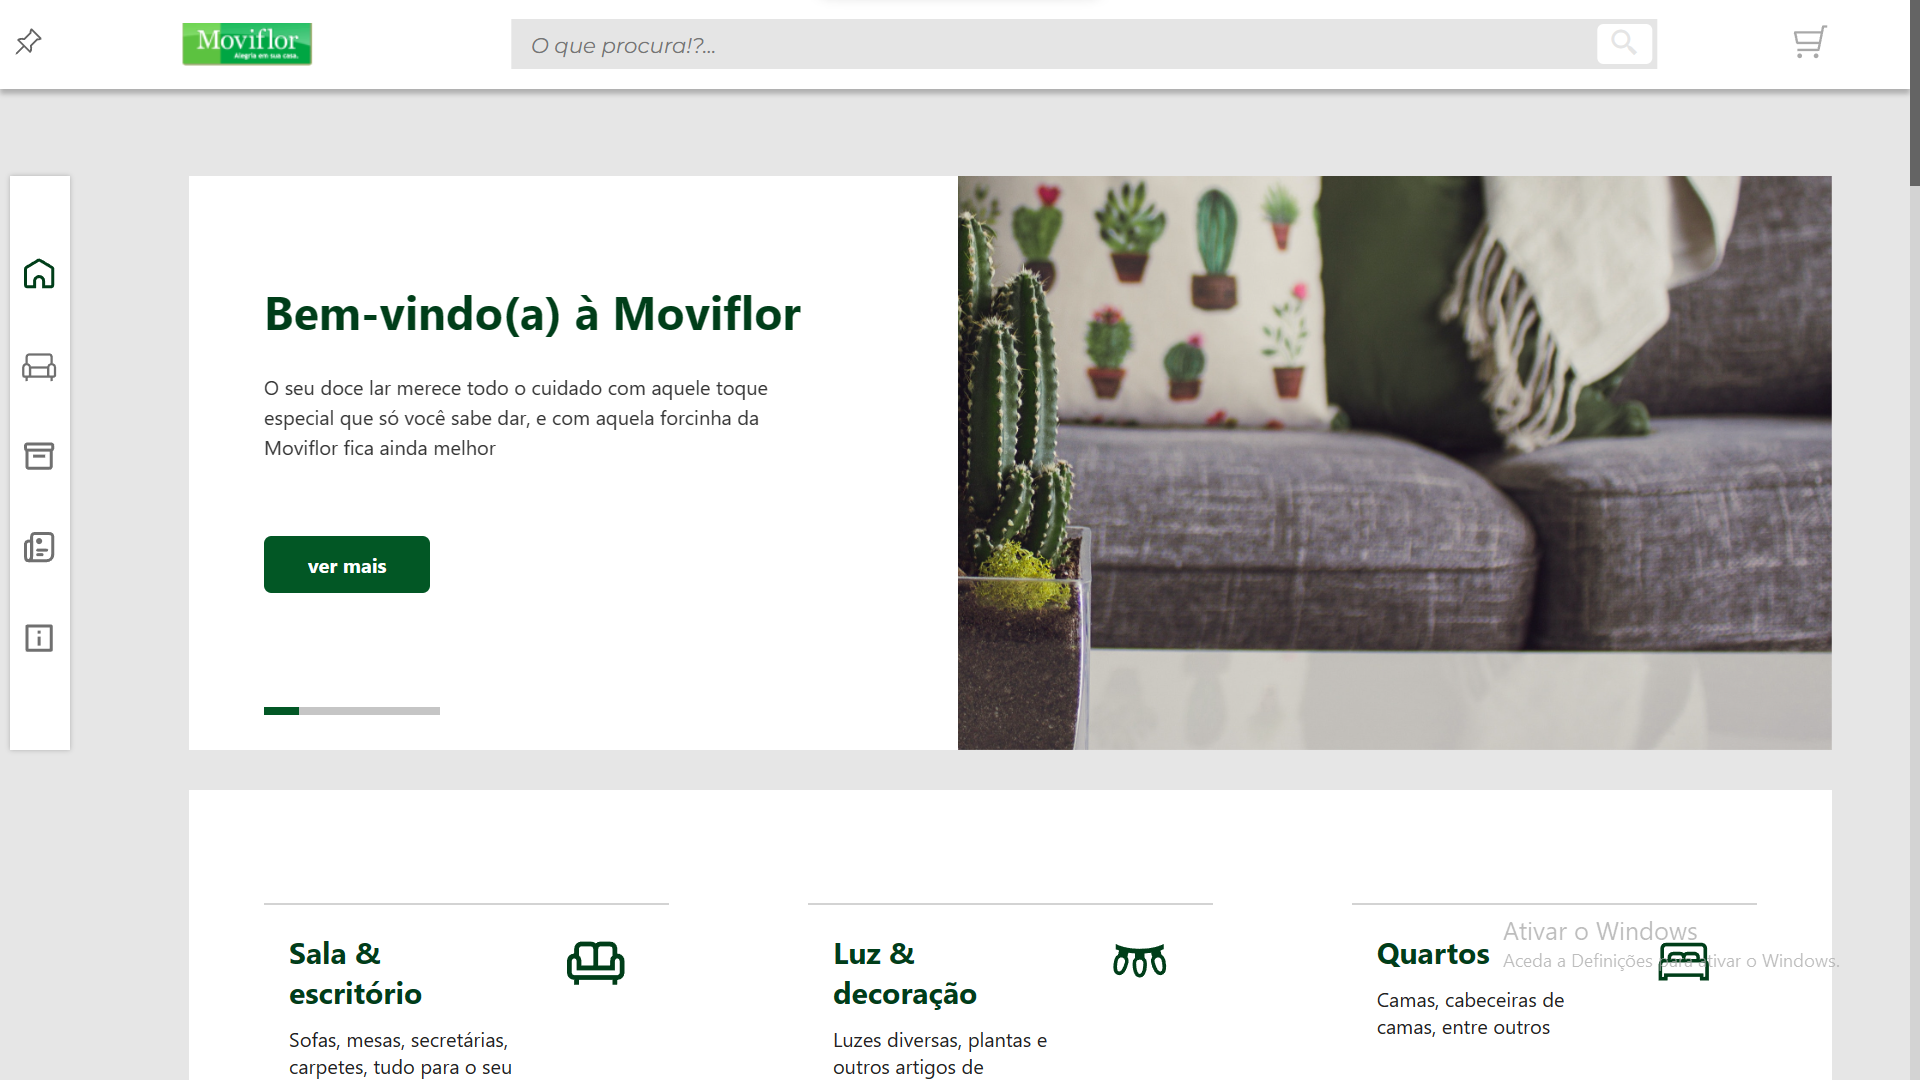 Moviflor
Alegria em sua casa.
O que procura!?...
Bem-vindo(a) à Moviflor
O seu doce lar merece todo o cuidado com aquele toque
especial que só você sabe dar, e com aquela forcinha da
Moviflor fica ainda melhor
ver mais
Sala &
escritório
Sofas, mesas, secretárias,
carpetes, tudo para o seu
Luz &
decoração
Luzes diversas, plantas e
outros artigos de
Quartos
Camas, cabeceiras de
camas, entre outros
Ativar o Windows
Aceda a Definições para ativar o Windows.